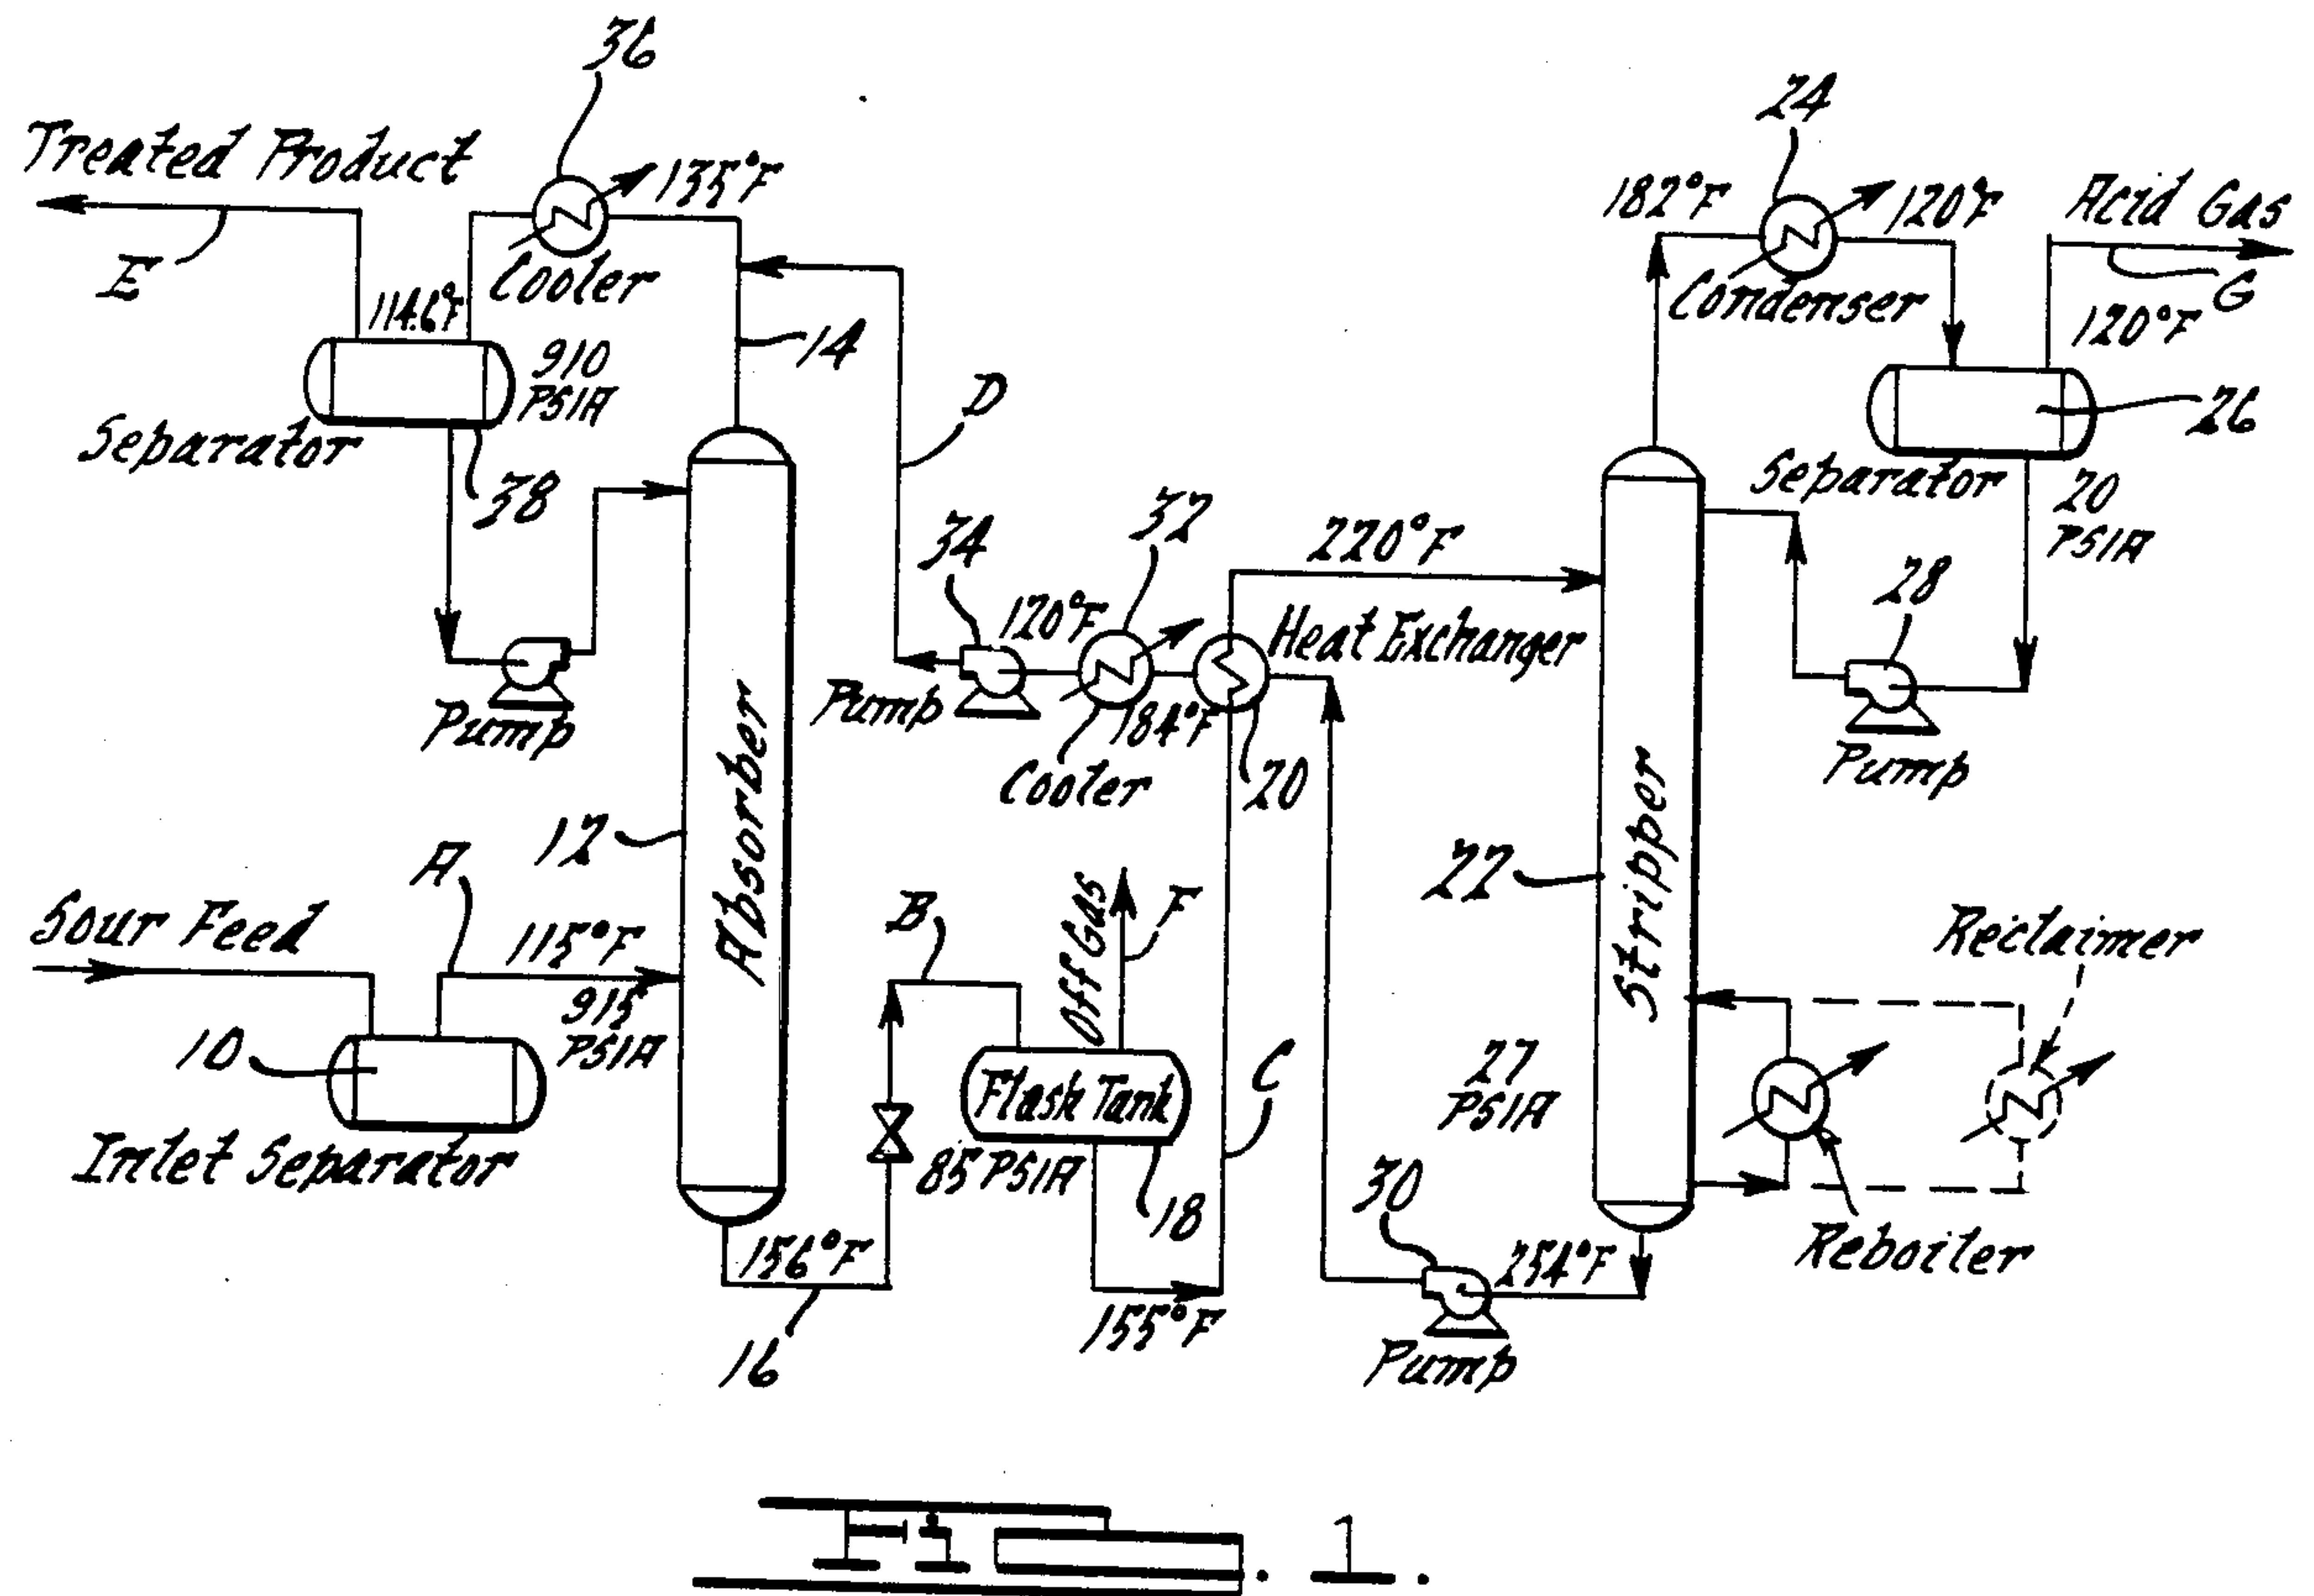 36
24
Treated Product
135°F
182°F
120°F
Acid Gas
E
Cooler
Condenser
G
114.6°F
120°F
14
910
PSIA
D
26
Separator
38
Separator
20
PSIA
32
34
220°F
28
120°F
Heat Exchanger
Pump
Pump
184°F
Cooler
20
Pump
Absorber
Stripper
12
A
22
B
Off Gas
F
Sour Feed
115°F
915
PSIA
Reclaimer
10
Flash Tank
C
27
PSIA
Inlet Separator
85 PSIA
18
30
156°F
254°F
Reboiler
155°F
16
Pump
Fig. 1.